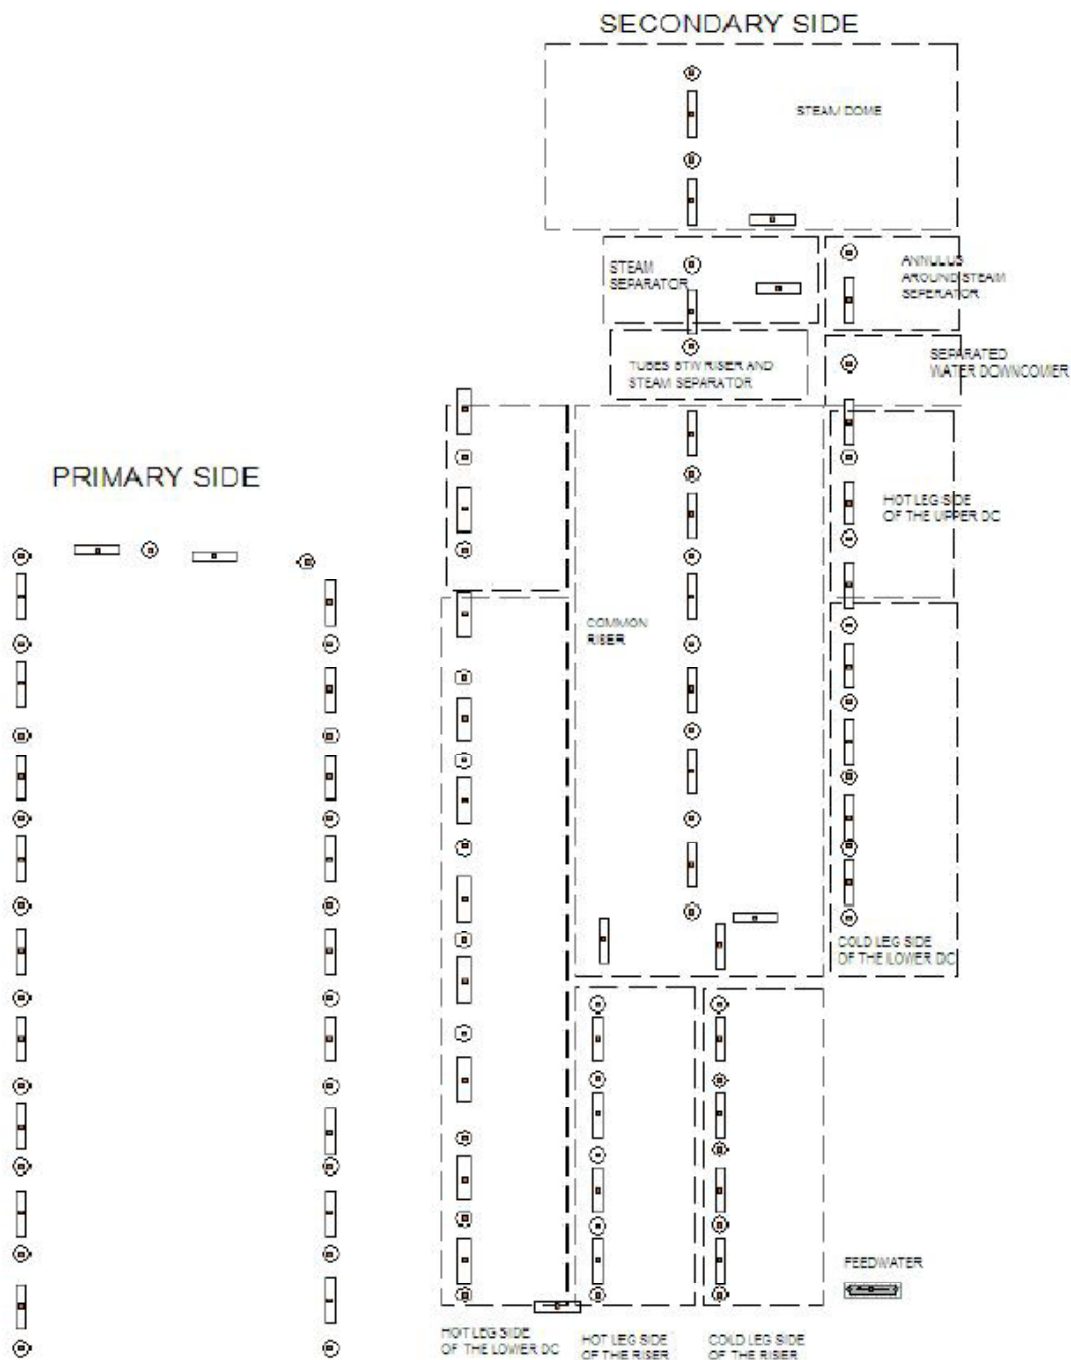 SECONDARY SIDE
STEAM DOME
STEAM
SEPARATOR
ANNULUS
AROUND STEAM
SEPERATOR
TUBES BTW RISER AND
STEAM SEPARATOR
SEPARATED
WATER DOWNCOMER
PRIMARY SIDE
HOT LEG SIDE
OF THE UPPER DC
COMMON
RISER
COLD LEG SIDE
OF THE LOWER DC
FEEDWATER
HOT LEG SIDE
OF THE LOWER DC
HOT LEG SIDE
OF THE RISER
COLD LEG SIDE
OF THE RISER